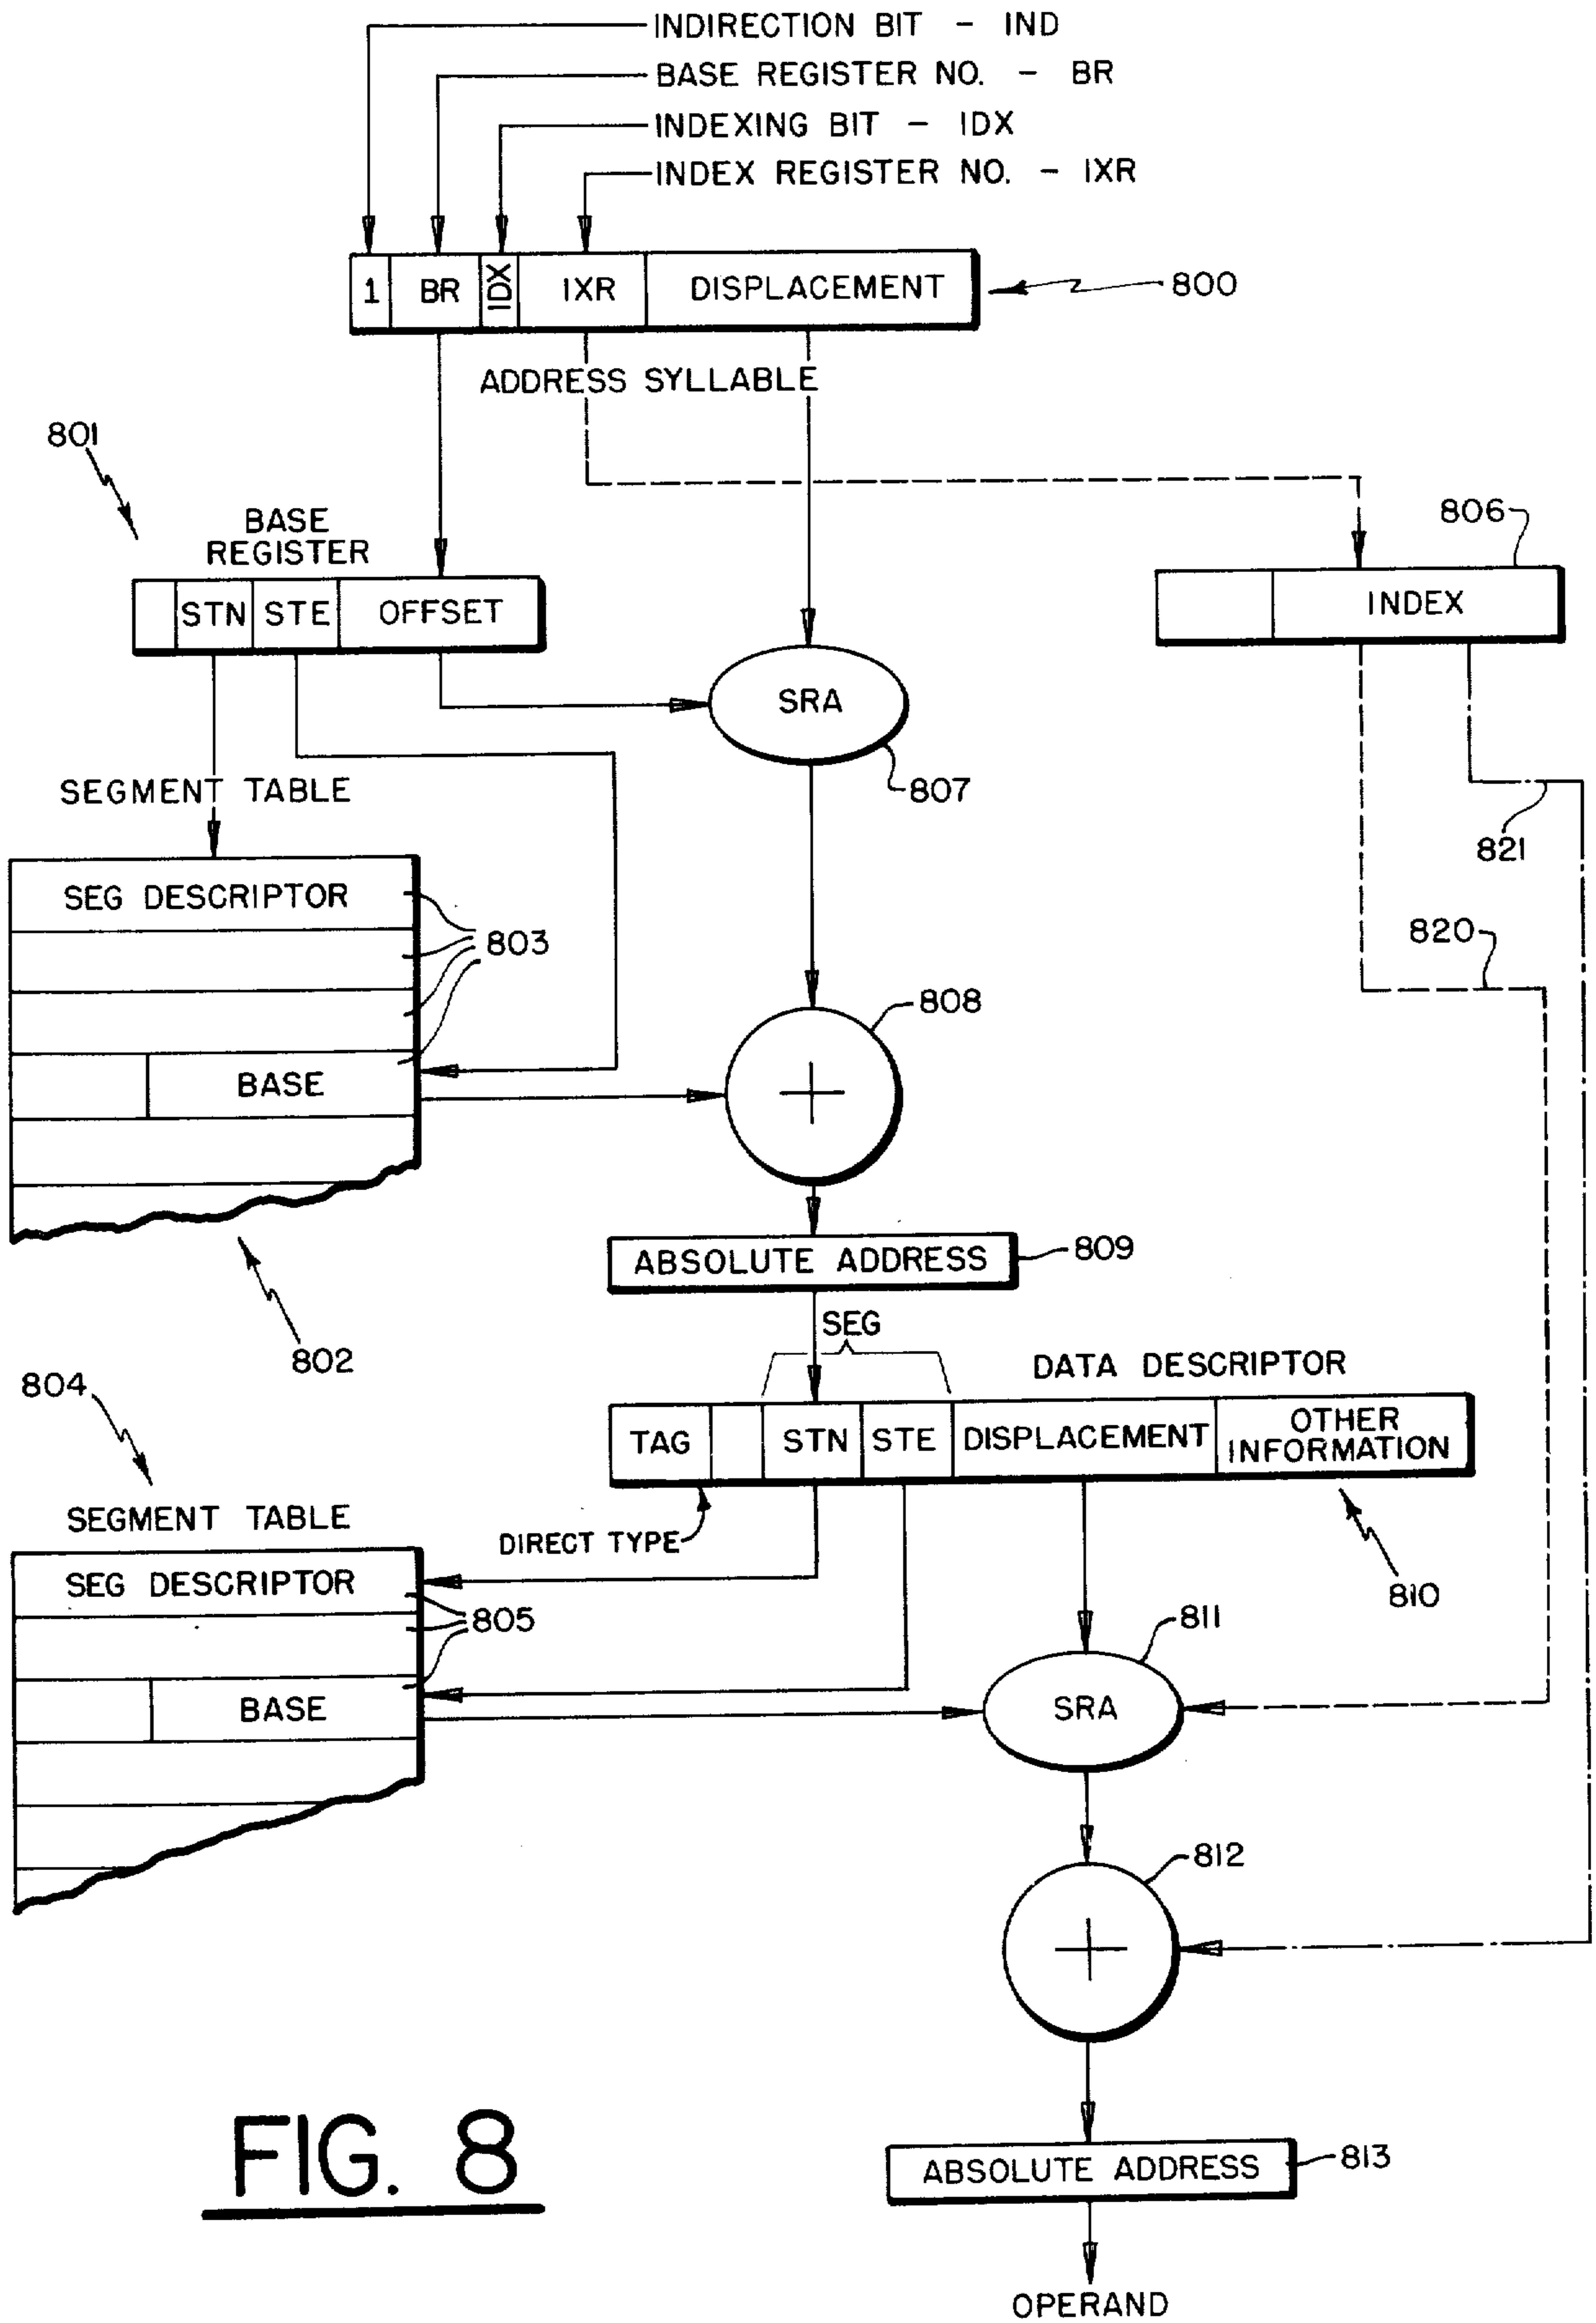 INDIRECTION BIT - IND
BASE REGISTER NO. - BR
INDEXING BIT - IDX
INDEX REGISTER NO. - IXR
1 BR IDX IXR DISPLACEMENT
800
ADDRESS SYLLABLE
801
BASE
REGISTER
806
STN STE OFFSET
INDEX
SRA
807
SEGMENT TABLE
821
SEG DESCRIPTOR
803
820
808
BASE
+
ABSOLUTE ADDRESS
809
802
SEG
804
DATA DESCRIPTOR
TAG STN STE DISPLACEMENT OTHER
INFORMATION
SEGMENT TABLE
DIRECT TYPE
SEG DESCRIPTOR
805
810
811
BASE
SRA
812
+
FIG. 8
ABSOLUTE ADDRESS
813
OPERAND